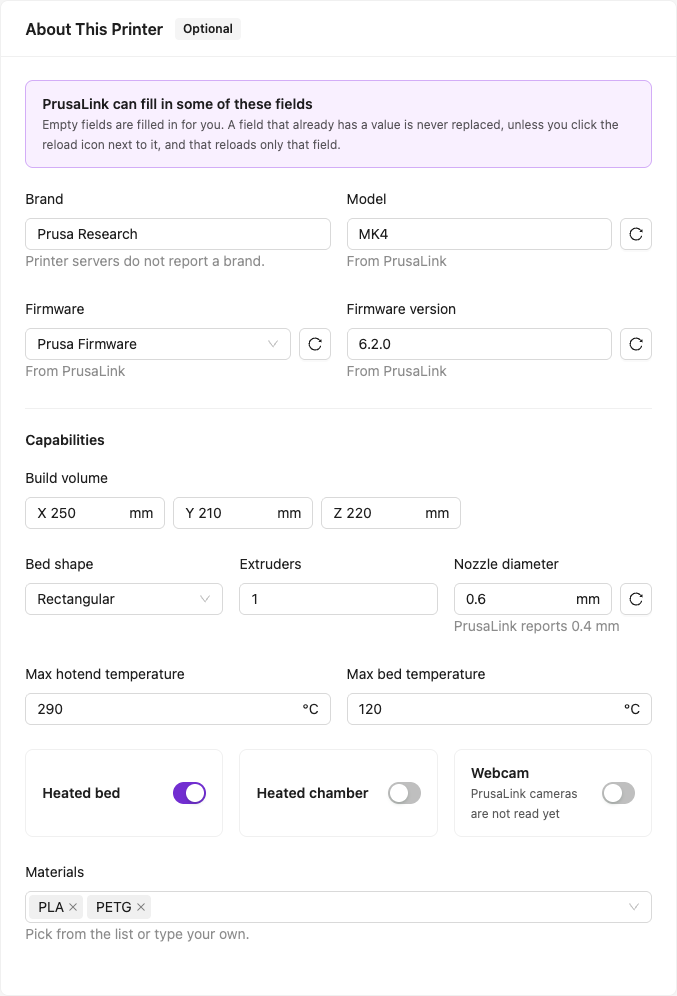 About This Printer Optional
PrusaLink can fill in some of these fields
Empty fields are filled in for you. A field that already has a value is never replaced, unless you click the
reload icon next to it, and that reloads only that field.
Brand Model
Prusa Research MK4
Printer servers do not report a brand. From PrusaLink
Firmware Firmware version
Prusa Firmware 6.2.0
From PrusaLink From PrusaLink
Capabilities
Build volume
X 250 mm Y 210 mm Z 220 mm
Bed shape Extruders Nozzle diameter
Rectangular 1 0.6 mm
PrusaLink reports 0.4 mm
Max hotend temperature Max bed temperature
290 °C 120 °C
Heated bed Heated chamber Webcam
PrusaLink cameras
are not read yet
Materials
PLA × PETG ×
Pick from the list or type your own.